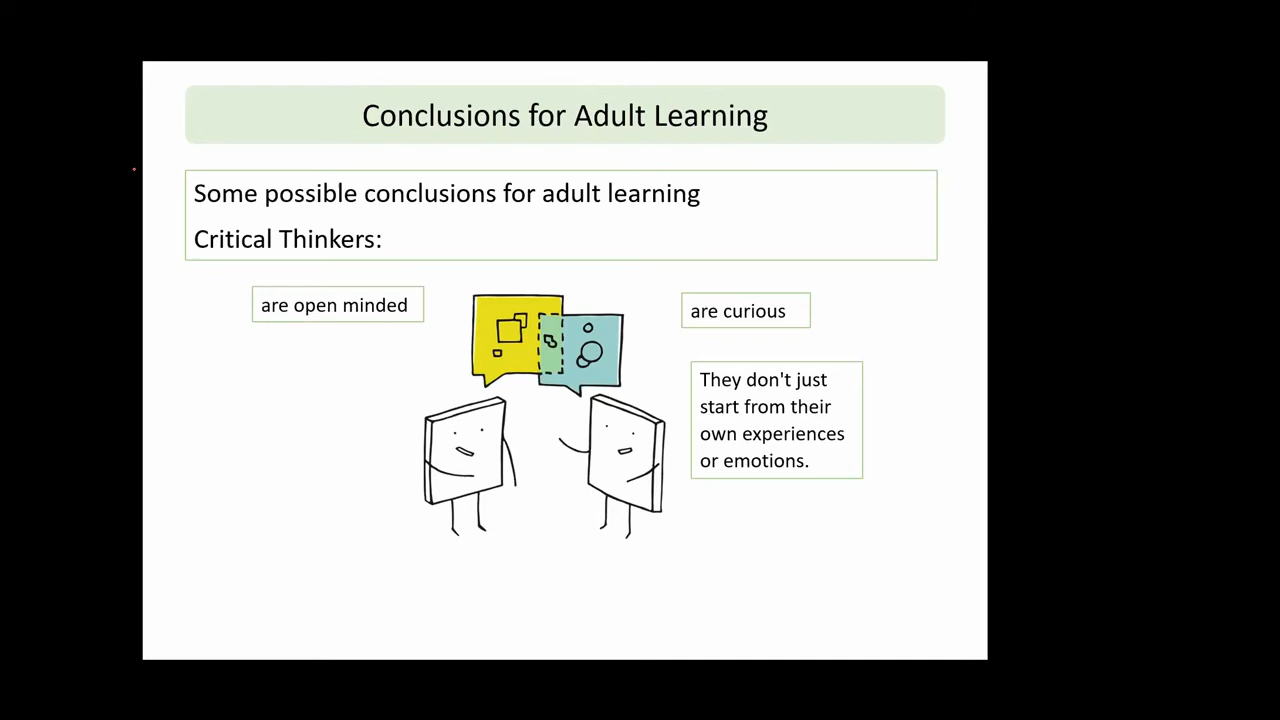 Conclusions for Adult Learning
Some possible conclusions for adult learning
Critical Thinkers:
are open minded
are curious
They don't just
start from their
own experiences
or emotions.